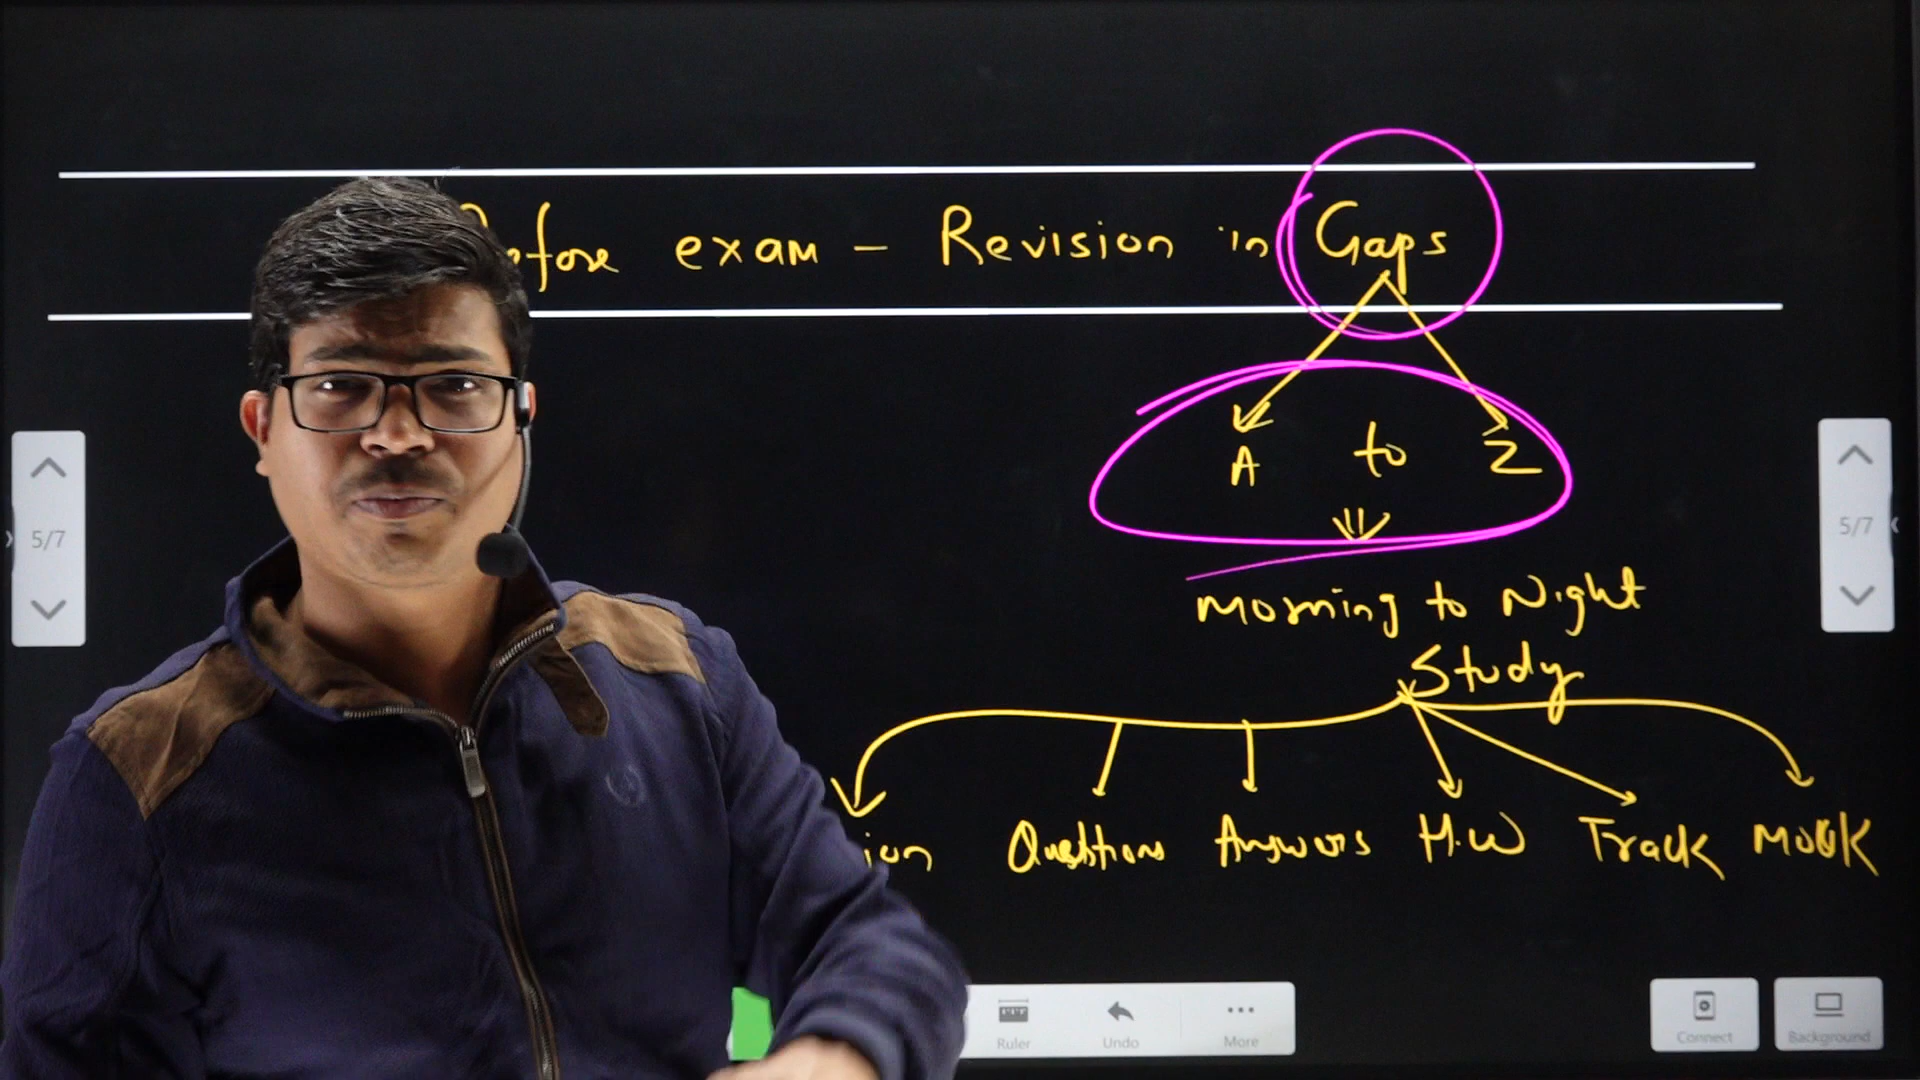 Before exam - Revision in Gaps
A to Z
Morning to Night
Study
Questions Answers H.W Track Mock
5/7
5/7
Ruler Undo More
Connect Background